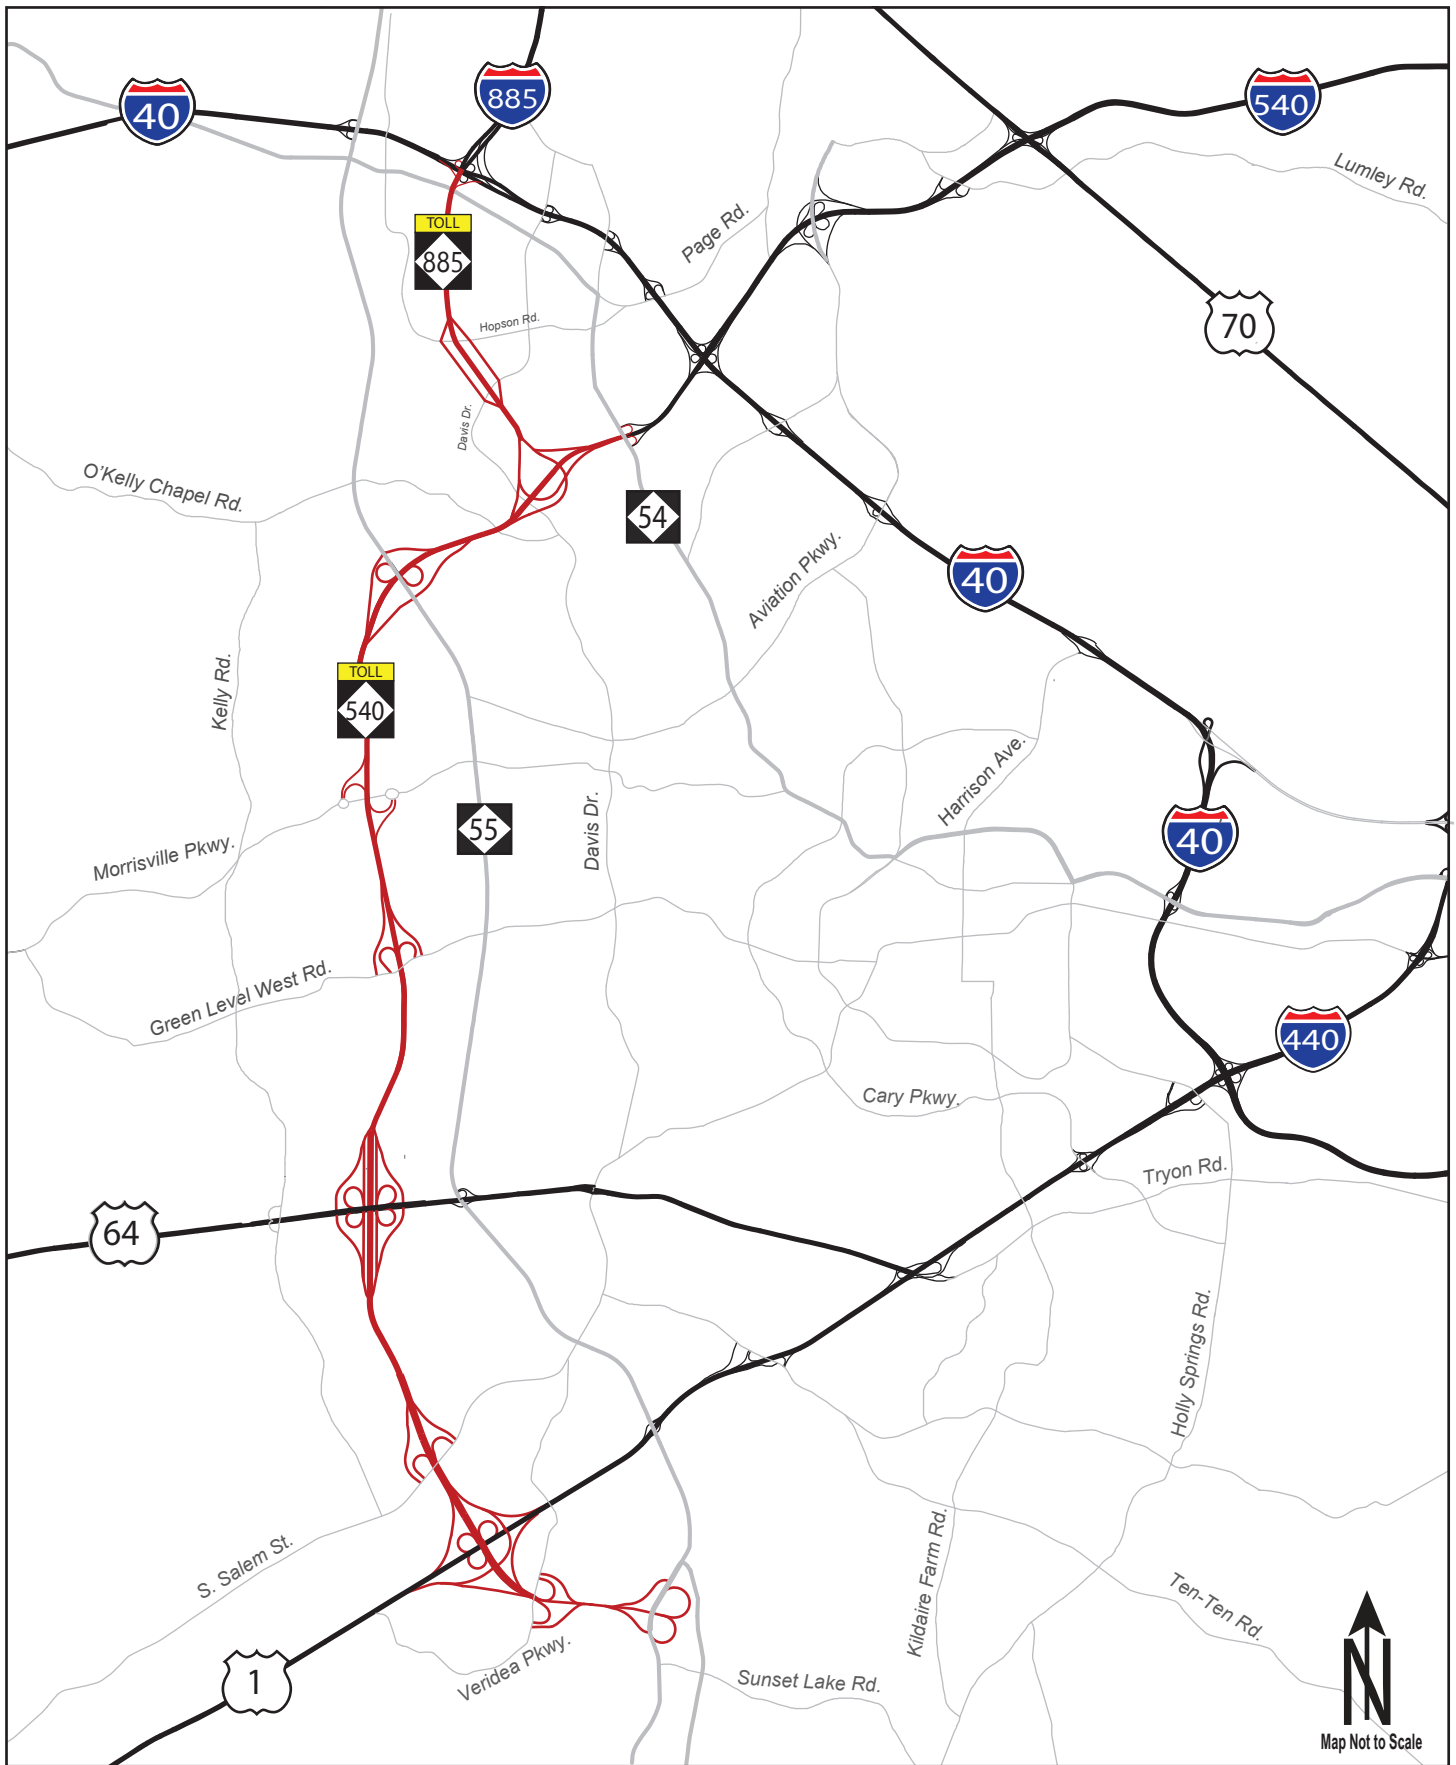 40
885
540
Lumley Rd.
TOLL
885
Page Rd.
Hopson Rd.
70
Davis Dr.
O'Kelly Chapel Rd.
54
Aviation Pkwy.
40
Kelly Rd.
TOLL
540
Harrison Ave.
55
Davis Dr.
40
Morrisville Pkwy.
Green Level West Rd.
440
Cary Pkwy.
Tryon Rd.
64
Holly Springs Rd.
S. Salem St.
Kildaire Farm Rd.
Ten-Ten Rd.
Veridea Pkwy.
Sunset Lake Rd.
1
N
Map Not to Scale